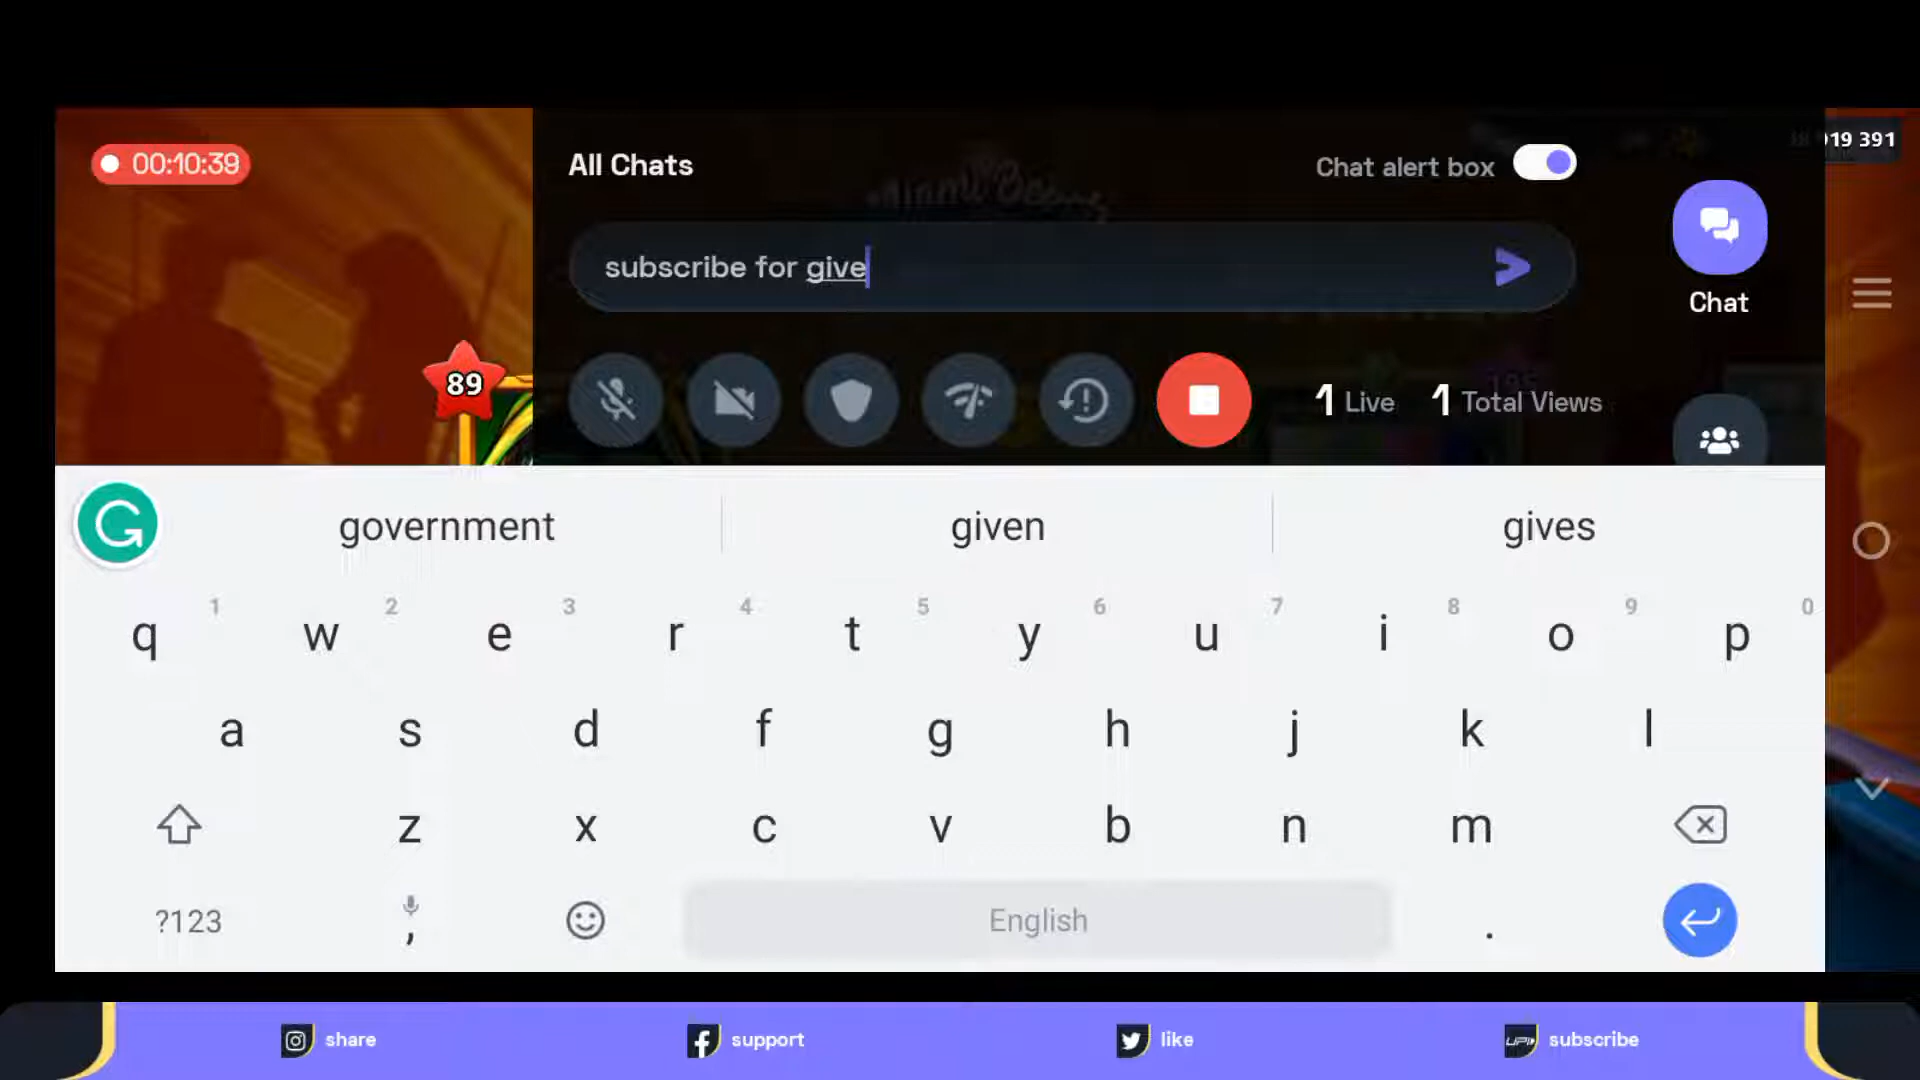 00:10:39
All Chats
Chat alert box
19 391
subscribe for give
Chat
89
1 Live 1 Total Views
government given gives
1 2 3 4 5 6 7 8 9 0
q w e r t y u i o p
a s d f g h j k l
z x c v b n m
?123 , English .
share support like UPI subscribe